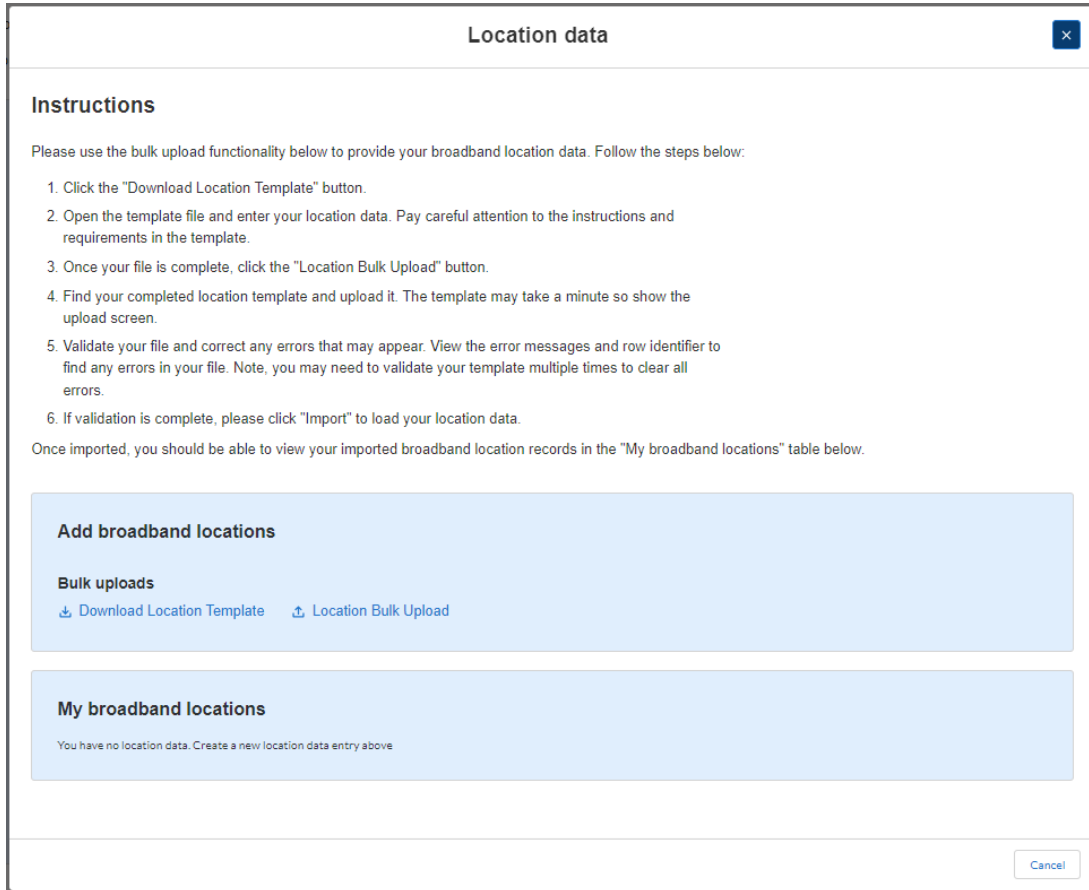 Location data
Instructions
Please use the bulk upload functionality below to provide your broadband location data. Follow the steps below:
1. Click the "Download Location Template" button.
2. Open the template file and enter your location data. Pay careful attention to the instructions and
requirements in the template.
3. Once your file is complete, click the "Location Bulk Upload" button.
4. Find your completed location template and upload it. The template may take a minute so show the
upload screen.
5. Validate your file and correct any errors that may appear. View the error messages and row identifier to
find any errors in your file. Note, you may need to validate your template multiple times to clear all
errors.
6. If validation is complete, please click "Import" to load your location data.
Once imported, you should be able to view your imported broadband location records in the "My broadband locations" table below.
Add broadband locations
Bulk uploads
Download Location Template Location Bulk Upload
My broadband locations
You have no location data. Create a new location data entry above
Cancel